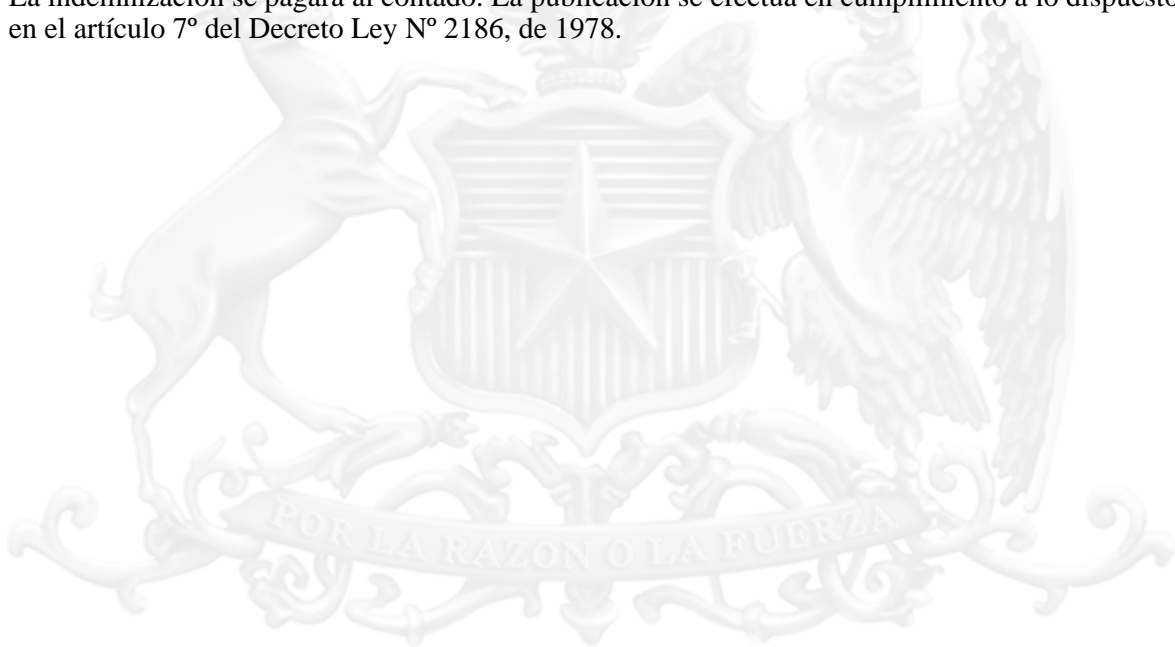 La indemnización se pagará al contado. La publicación se efectúa en cumplimiento a lo dispuesto
en el artículo 7º del Decreto Ley Nº 2186, de 1978.
POR LA RAZON O LA FUERZA